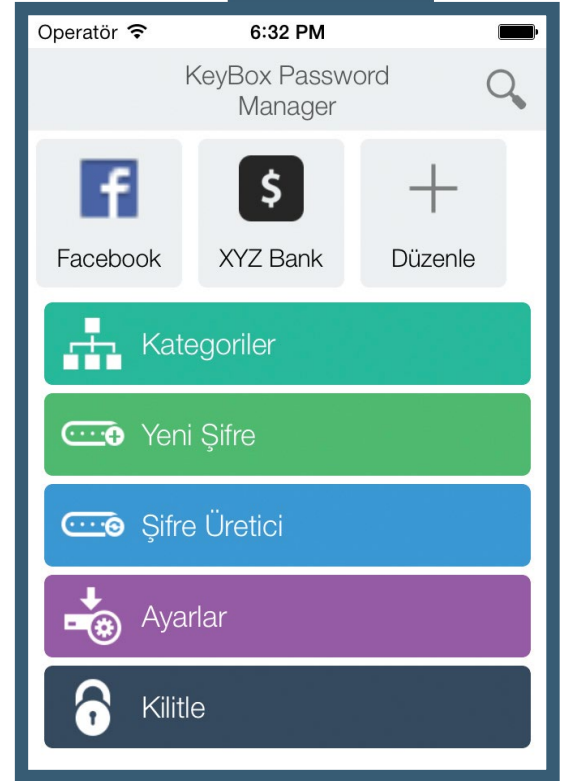 Operatör 6:32 PM
KeyBox Password
Manager
Facebook XYZ Bank Düzenle
Kategoriler
Yeni Şifre
Şifre Üretici
Ayarlar
Kilitle